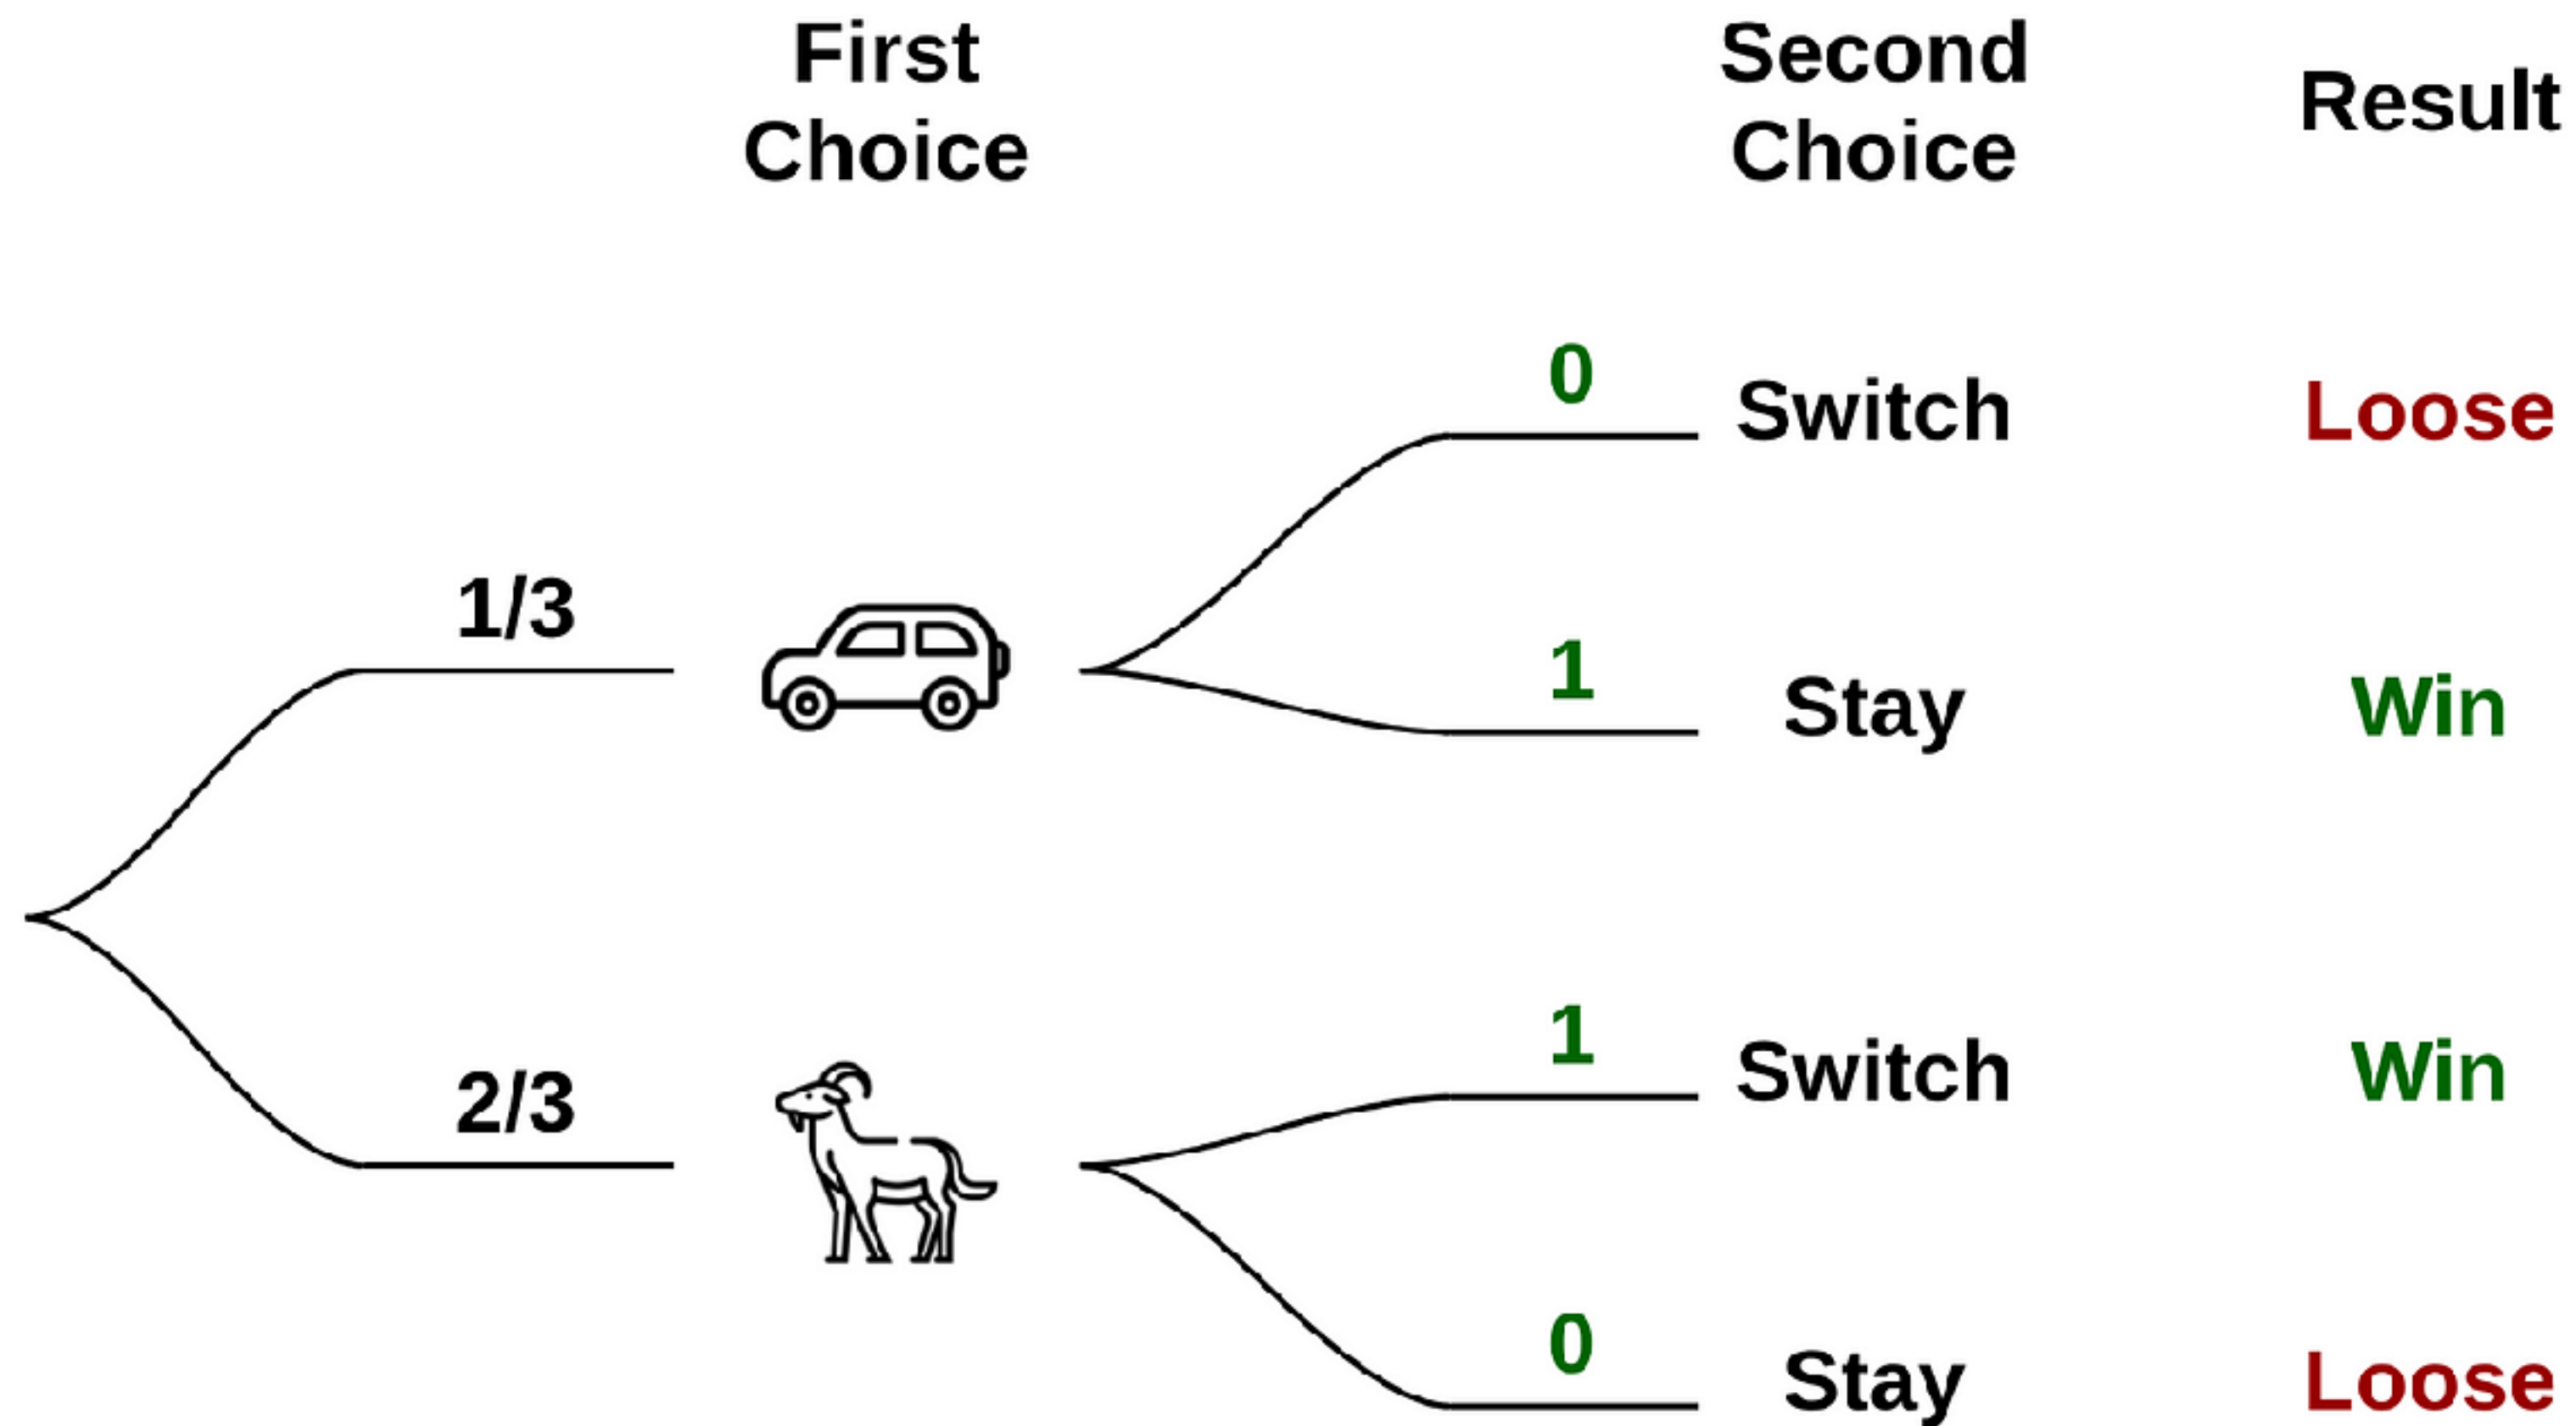 First
Choice
Second
Choice
Result
0
Switch
Loose
1/3
1
Stay
Win
2/3
1
Switch
Win
0
Stay
Loose